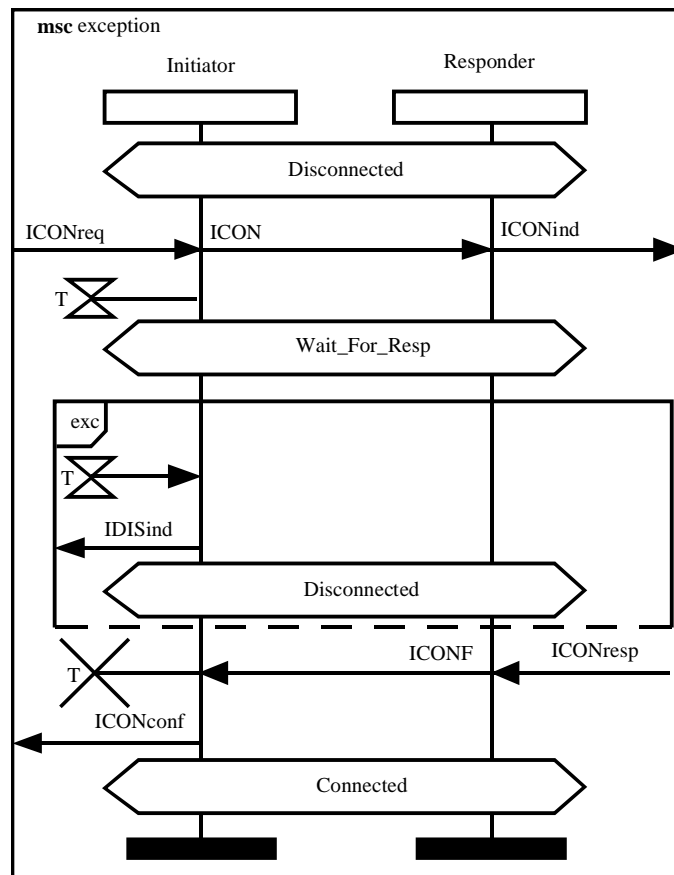 msc exception
Initiator
Responder
Disconnected
ICONreq
ICON
ICONind
T
Wait_For_Resp
exc
T
IDISind
Disconnected
ICONF
ICONresp
T
ICONconf
Connected